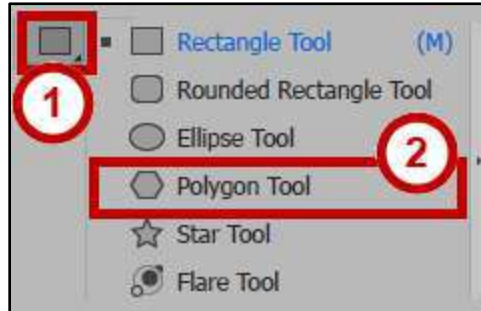 1
Rectangle Tool (M)
Rounded Rectangle Tool
Ellipse Tool
2
Polygon Tool
Star Tool
Flare Tool